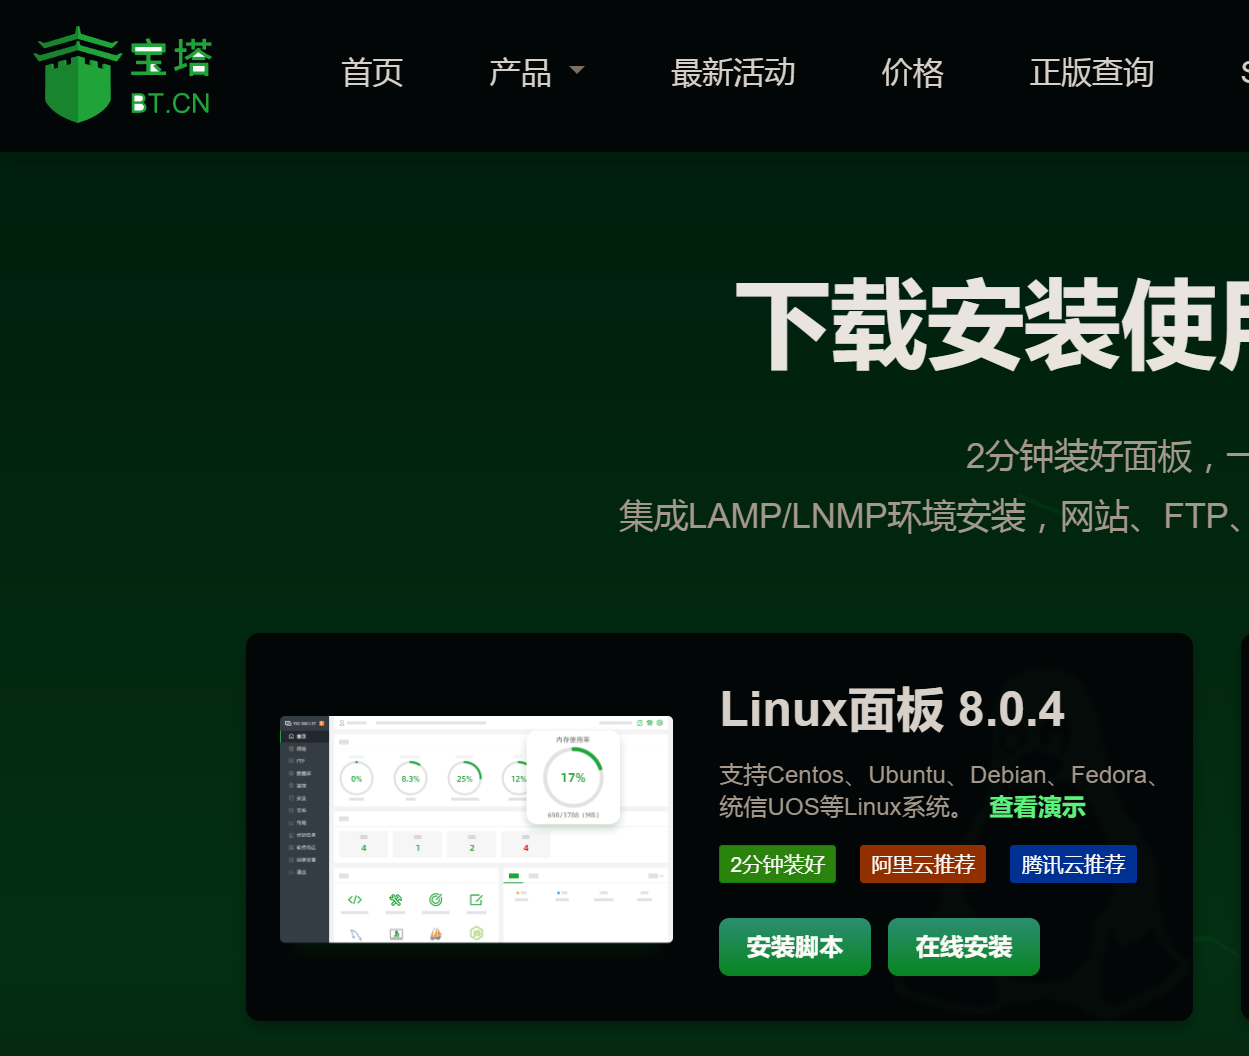 宝塔
BT.CN
首页 产品 最新活动 价格 正版查询
下载安装使
2分钟装好面板，一
集成LAMP/LNMP环境安装，网站、FTP、
Linux面板 8.0.4
支持Centos、Ubuntu、Debian、Fedora、
统信UOS等Linux系统。 查看演示
2分钟装好 阿里云推荐 腾讯云推荐
安装脚本 在线安装
内存使用率
0% 8.3% 25% 12% 17%
698/3788 (MB)
4 1 2 4
首页
FTP